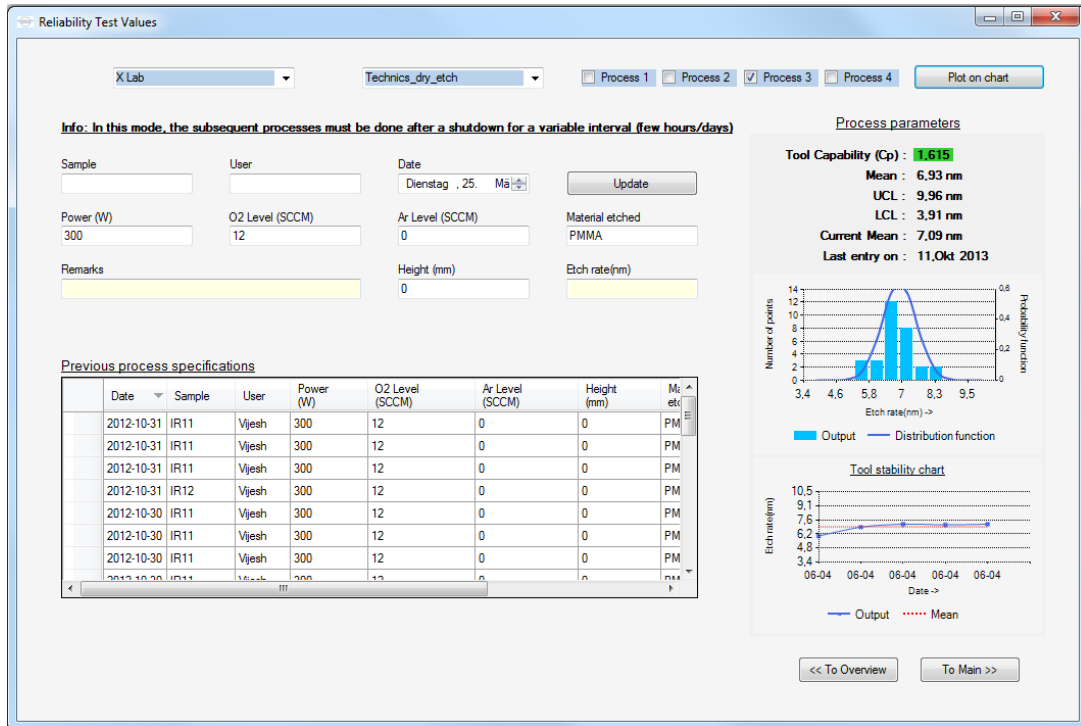 Reliability Test Values
X Lab Technics_dry_etch Process 1 Process 2 Process 3 Process 4 Plot on chart
Info: In this mode, the subsequent processes must be done after a shutdown for a variable interval (few hours/days)
Sample User Date
Dienstag , 25. Mä Update
Power (W) O2 Level (SCCM) Ar Level (SCCM) Material etched
300 12 0 PMMA
Remarks Height (mm) Etch rate(nm)
0
Previous process specifications
Date Sample User Power (W) O2 Level (SCCM) Ar Level (SCCM) Height (mm) Ma etc
2012-10-31 IR11 Vijesh 300 12 0 0 PM
2012-10-31 IR11 Vijesh 300 12 0 0 PM
2012-10-31 IR12 Vijesh 300 12 0 0 PM
2012-10-30 IR11 Vijesh 300 12 0 0 PM
2012-10-30 IR11 Vijesh 300 12 0 0 PM
2012-10-30 IR11 Vijesh 300 12 0 0 PM
Process parameters
Tool Capability (Cp) : 1,615
Mean : 6,93 nm
UCL : 9,96 nm
LCL : 3,91 nm
Current Mean : 7,09 nm
Last entry on : 11,Okt 2013
Number of points
14
12
10
8
6
4
2
0
0,6
0,4
0,2
0
Probability function
3,4 4,6 5,8 7 8,3 9,5
Etch rate(nm) ->
Output Distribution function
Tool stability chart
Etch rate(nm)
10,5
9,1
7,6
6,2
4,8
3,4
06-04 06-04 06-04 06-04 06-04
Date ->
Output Mean
<< To Overview To Main >>